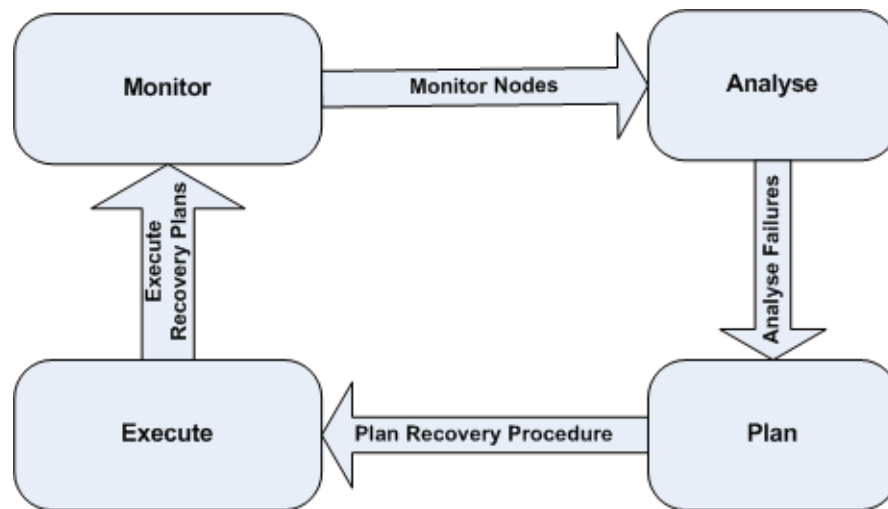 Monitor
Monitor Nodes
Analyse
Execute
Recovery Plans
Analyse Failures
Execute
Plan Recovery Procedure
Plan